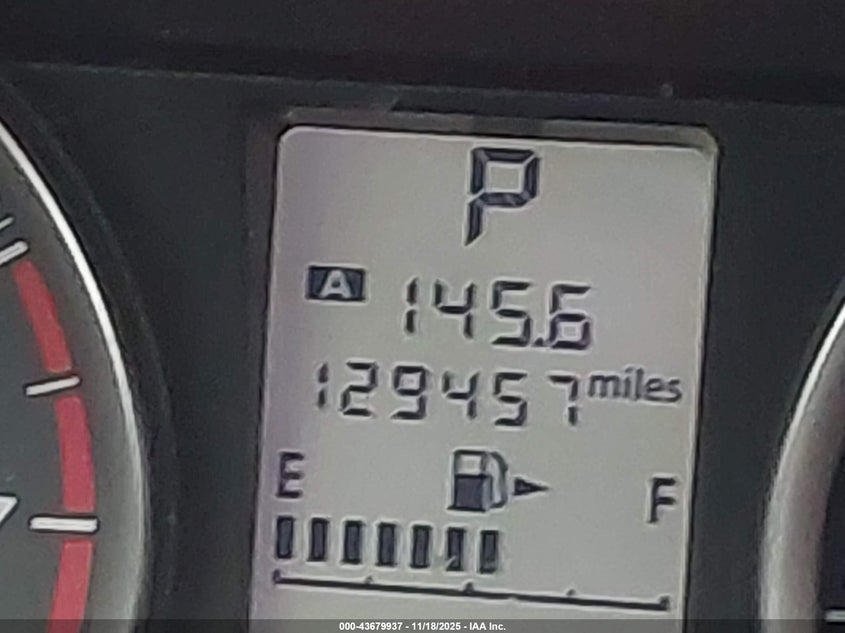 P
A 145.6
129457 miles
E F
000-43679937 - 11/18/2025 - IAA Inc.